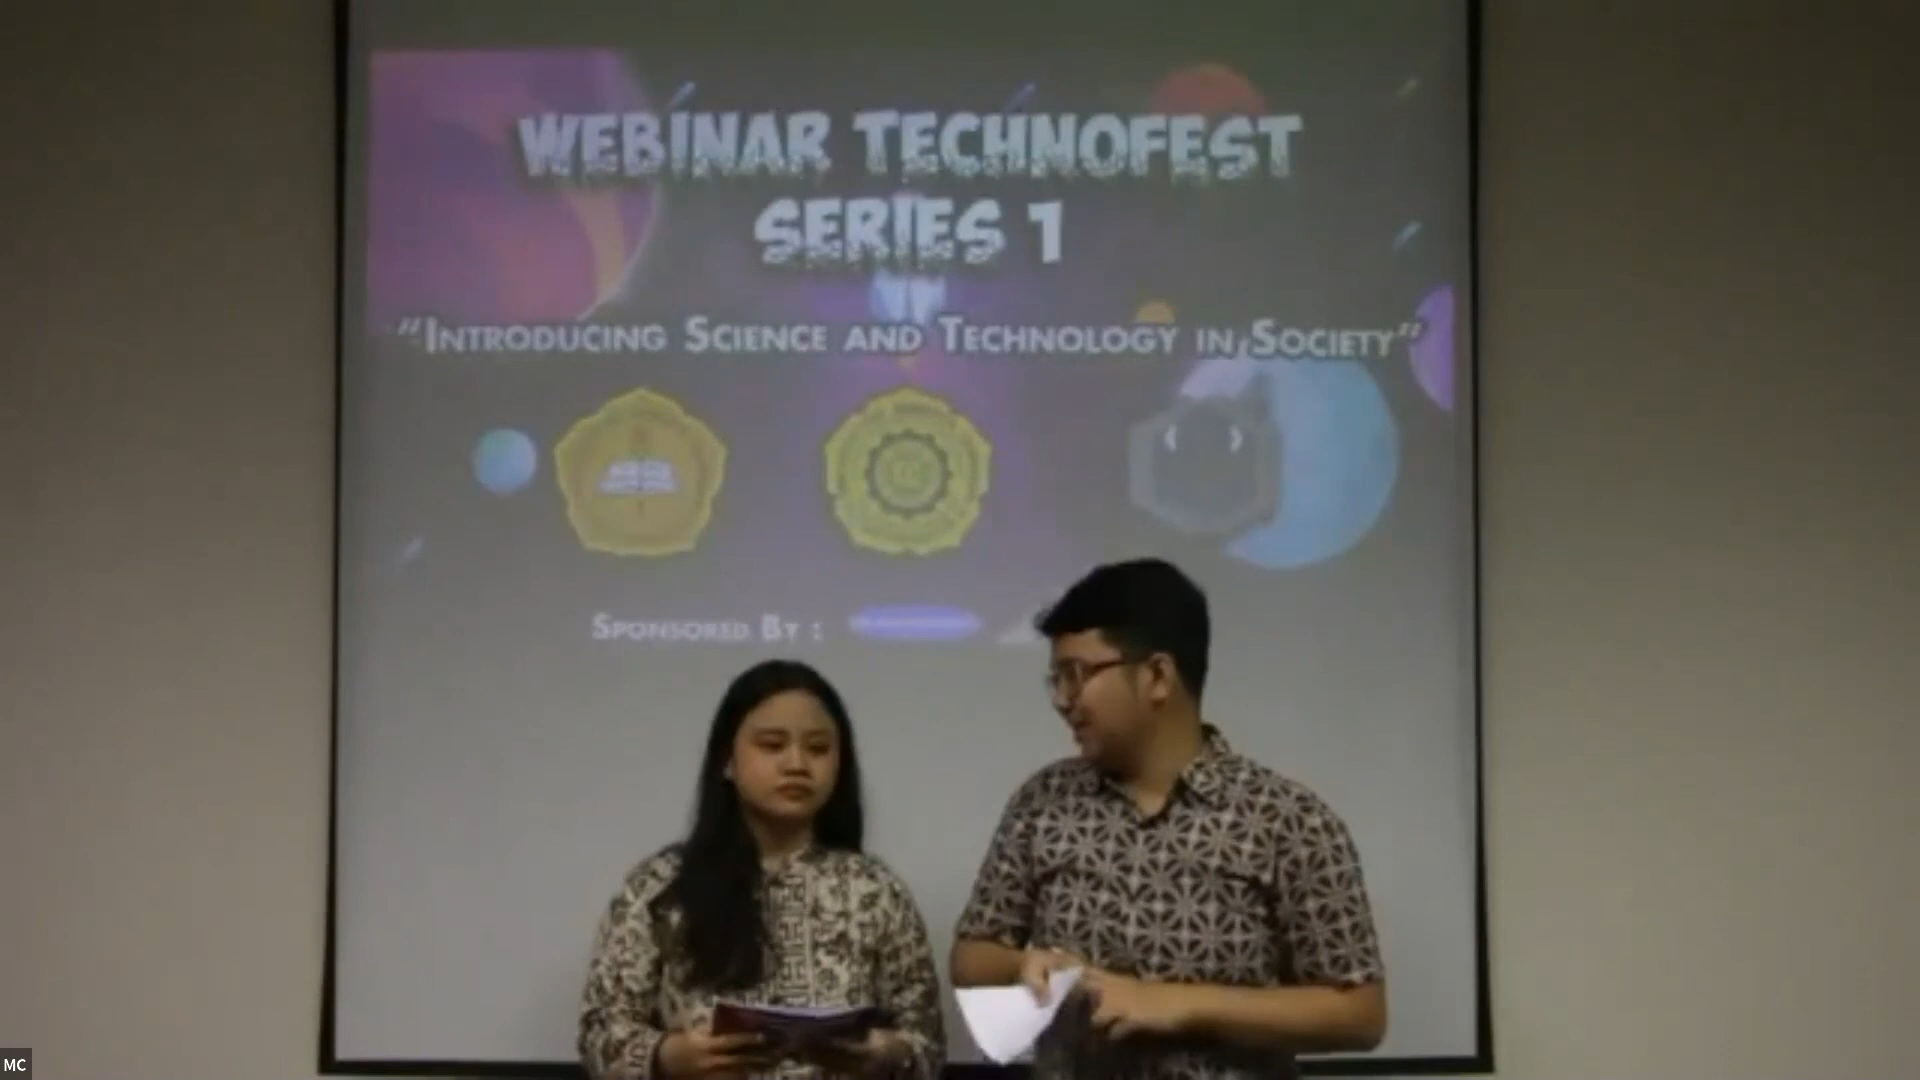 WEBINAR TECHNOFEST
SERIES 1
“INTRODUCING SCIENCE AND TECHNOLOGY IN SOCIETY”
SPONSORED BY :
MC